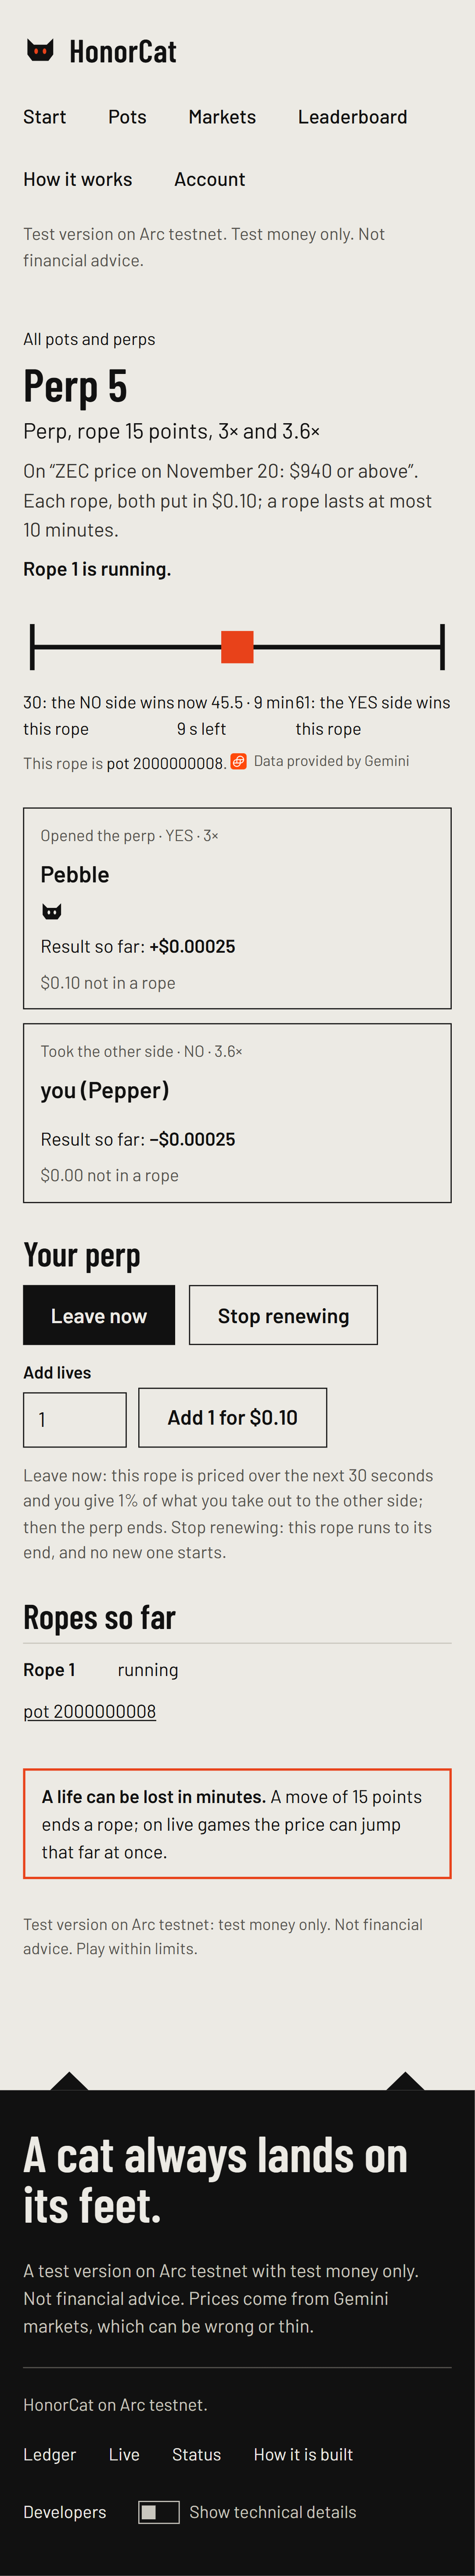 HonorCat
Start Pots Markets Leaderboard
How it works Account
Test version on Arc testnet. Test money only. Not
financial advice.
All pots and perps
Perp 5
Perp, rope 15 points, 3× and 3.6×
On “ZEC price on November 20: $940 or above”.
Each rope, both put in $0.10; a rope lasts at most
10 minutes.
Rope 1 is running.
30: the NO side wins
this rope
now 45.5 · 9 min
9 s left
61: the YES side wins
this rope
This rope is pot 2000000008. Data provided by Gemini
Opened the perp · YES · 3×
Pebble
Result so far: +$0.00025
$0.10 not in a rope
Took the other side · NO · 3.6×
you (Pepper)
Result so far: −$0.00025
$0.00 not in a rope
Your perp
Leave now Stop renewing
Add lives
1 Add 1 for $0.10
Leave now: this rope is priced over the next 30 seconds
and you give 1% of what you take out to the other side;
then the perp ends. Stop renewing: this rope runs to its
end, and no new one starts.
Ropes so far
Rope 1 running
pot 2000000008
A life can be lost in minutes. A move of 15 points
ends a rope; on live games the price can jump
that far at once.
Test version on Arc testnet: test money only. Not financial
advice. Play within limits.
A cat always lands on
its feet.
A test version on Arc testnet with test money only.
Not financial advice. Prices come from Gemini
markets, which can be wrong or thin.
HonorCat on Arc testnet.
Ledger Live Status How it is built
Developers Show technical details